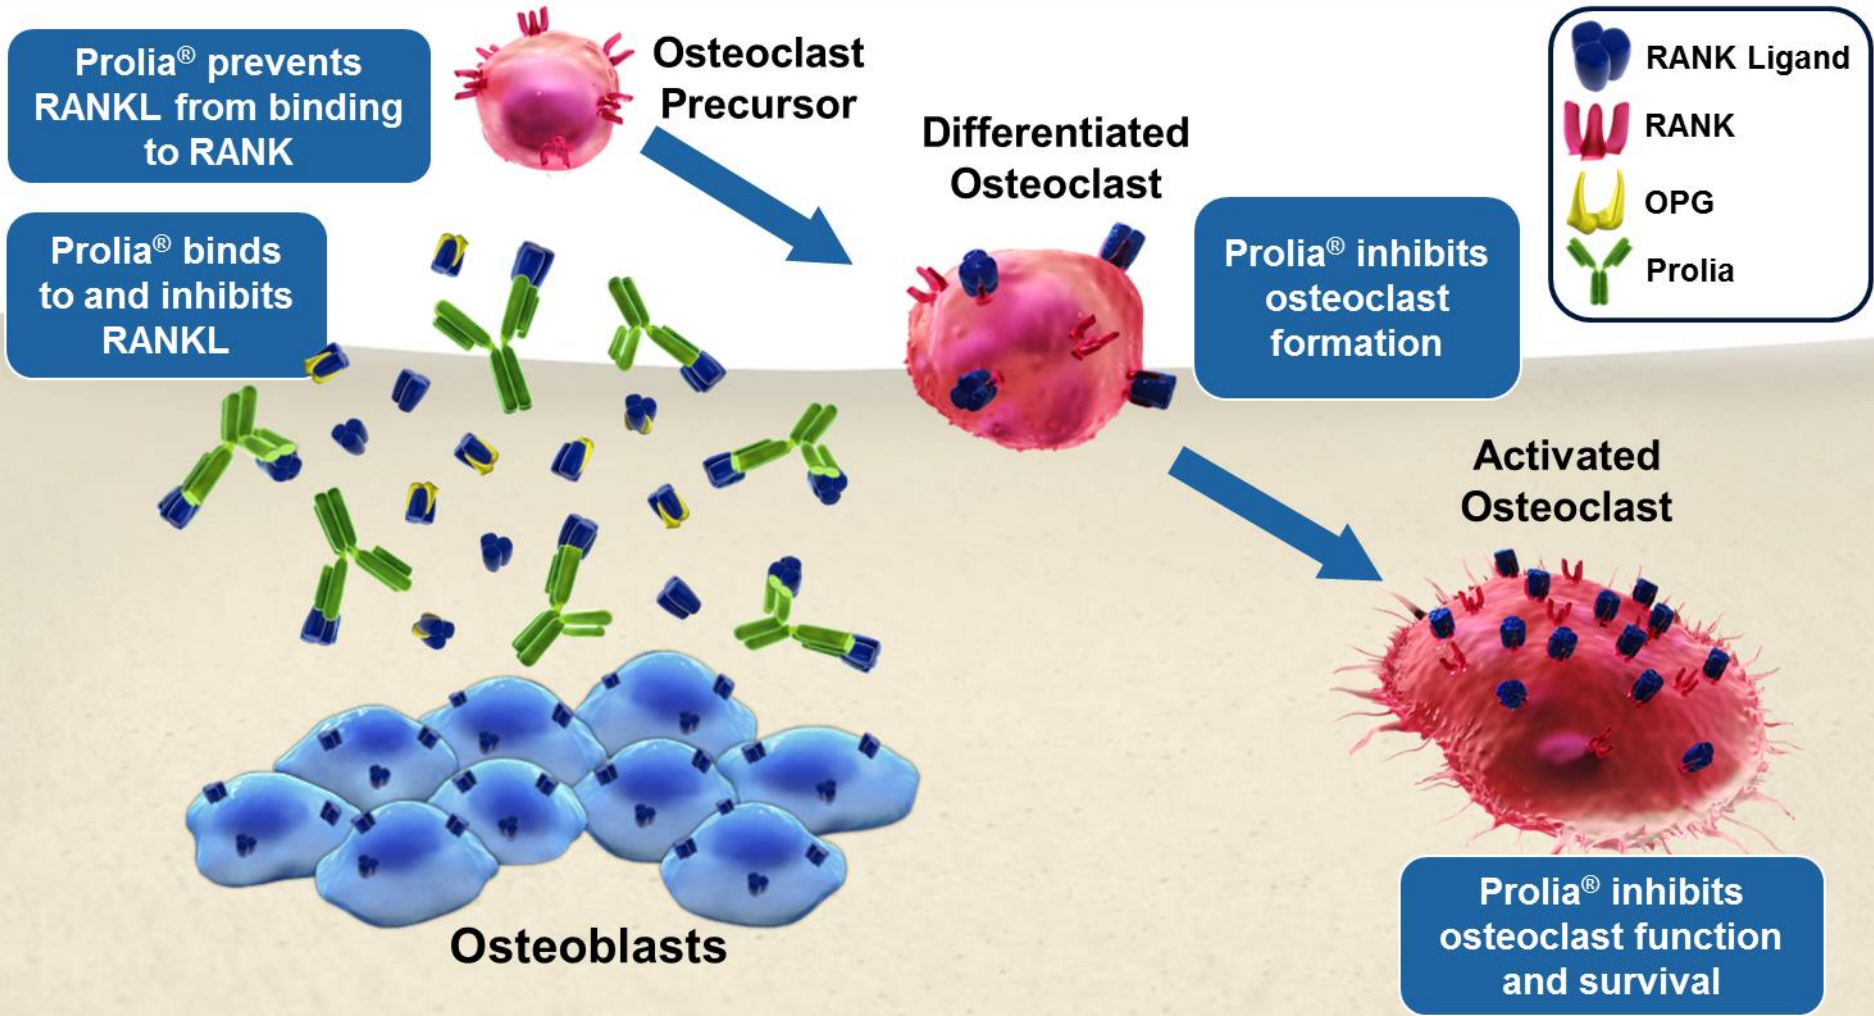 Prolia® prevents
RANKL from binding
to RANK
Osteoclast
Precursor
Differentiated
Osteoclast
RANK Ligand
RANK
OPG
Prolia
Prolia® binds
to and inhibits
RANKL
Prolia® inhibits
osteoclast
formation
Activated
Osteoclast
Osteoblasts
Prolia® inhibits
osteoclast function
and survival